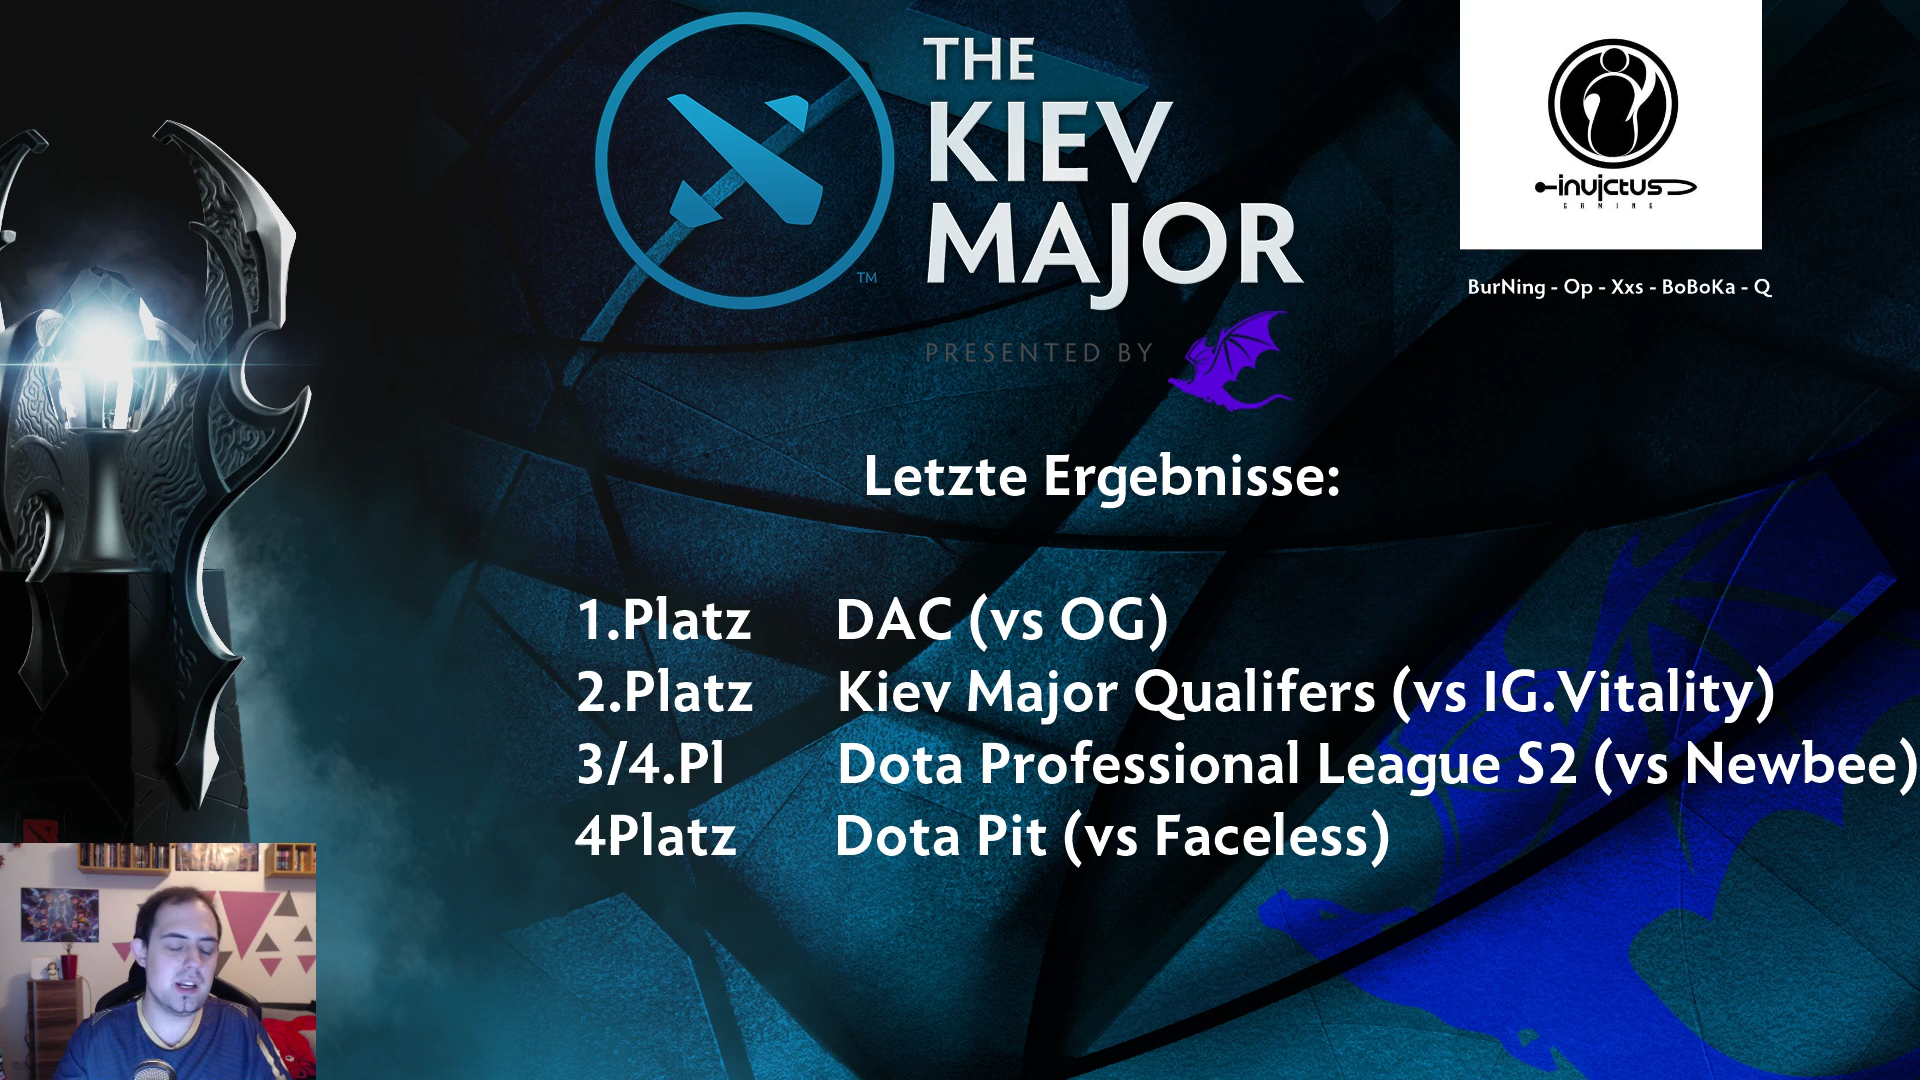 THE
KIEV
MAJOR
TM
PRESENTED BY
invictus
GAMING
BurNing - Op - Xxs - BoBoKa - Q
Letzte Ergebnisse:
1.Platz DAC (vs OG)
2.Platz Kiev Major Qualifers (vs IG.Vitality)
3/4.Pl Dota Professional League S2 (vs Newbee)
4Platz Dota Pit (vs Faceless)